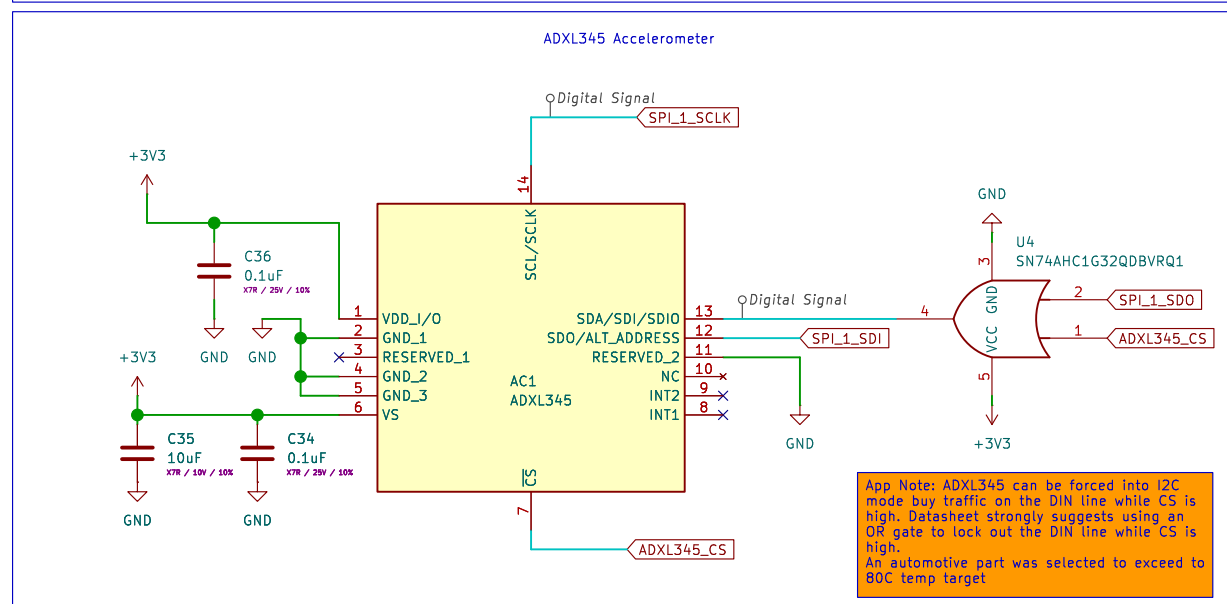 ADXL345 Accelerometer
Digital Signal
SPI_1_SCLK
+3V3
14
SCL/SCLK
GND
U4
SN74AHC1G32QDBVRQ1
3
GND
C36
0.1uF
X7R / 25V / 10%
Digital Signal
2
SPI_1_SDO
1
VDD_I/O
SDA/SDI/SDIO
13
4
2
GND_1
SDO/ALT_ADDRESS
12
SPI_1_SDI
VCC
1
ADXL345_CS
GND
GND
+3V3
3
RESERVED_1
RESERVED_2
11
4
GND_2
NC
10
5
5
GND_3
AC1
ADXL345
INT2
9
6
VS
INT1
8
C35
10uF
X7R / 10V / 10%
C34
0.1uF
X7R / 25V / 10%
GND
+3V3
CS
7
GND
GND
ADXL345_CS
App Note: ADXL345 can be forced into I2C
mode buy traffic on the DIN line while CS is
high. Datasheet strongly suggests using an
OR gate to lock out the DIN line while CS is
high.
An automotive part was selected to exceed to
80C temp target